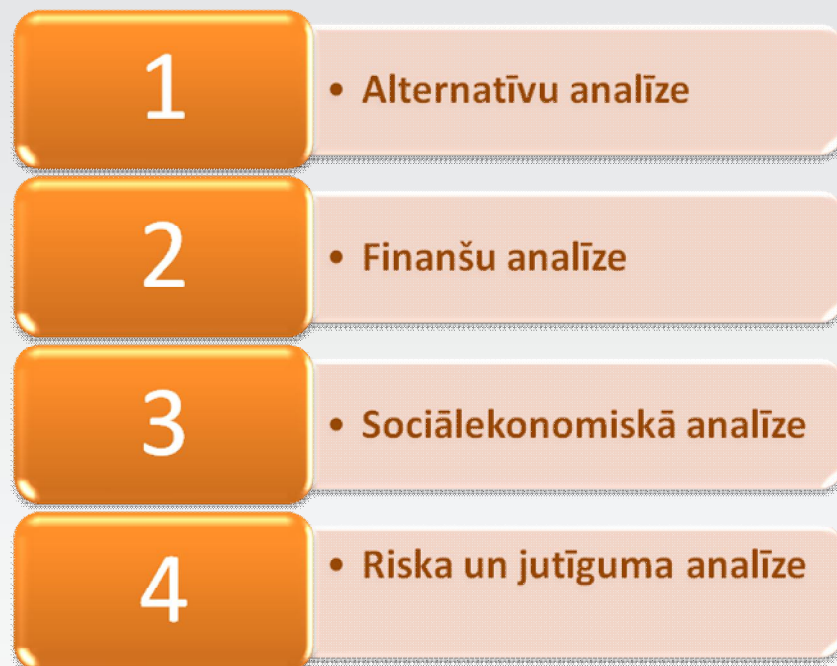 1
• Alternatīvu analīze
2
• Finanšu analīze
3
• Sociālekonomiskā analīze
4
• Riska un jutīguma analīze